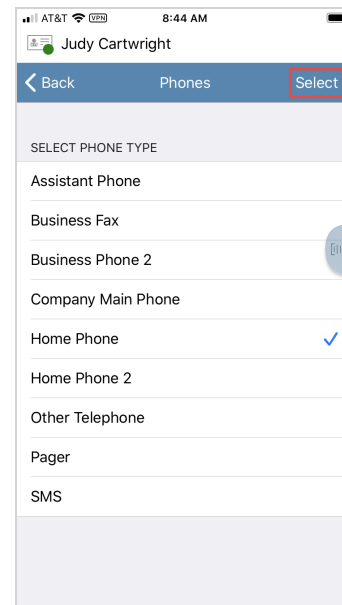 AT&T VPN 8:44 AM
Judy Cartwright
Back Phones Select
SELECT PHONE TYPE
Assistant Phone
Business Fax
Business Phone 2
Company Main Phone
Home Phone
Home Phone 2
Other Telephone
Pager
SMS